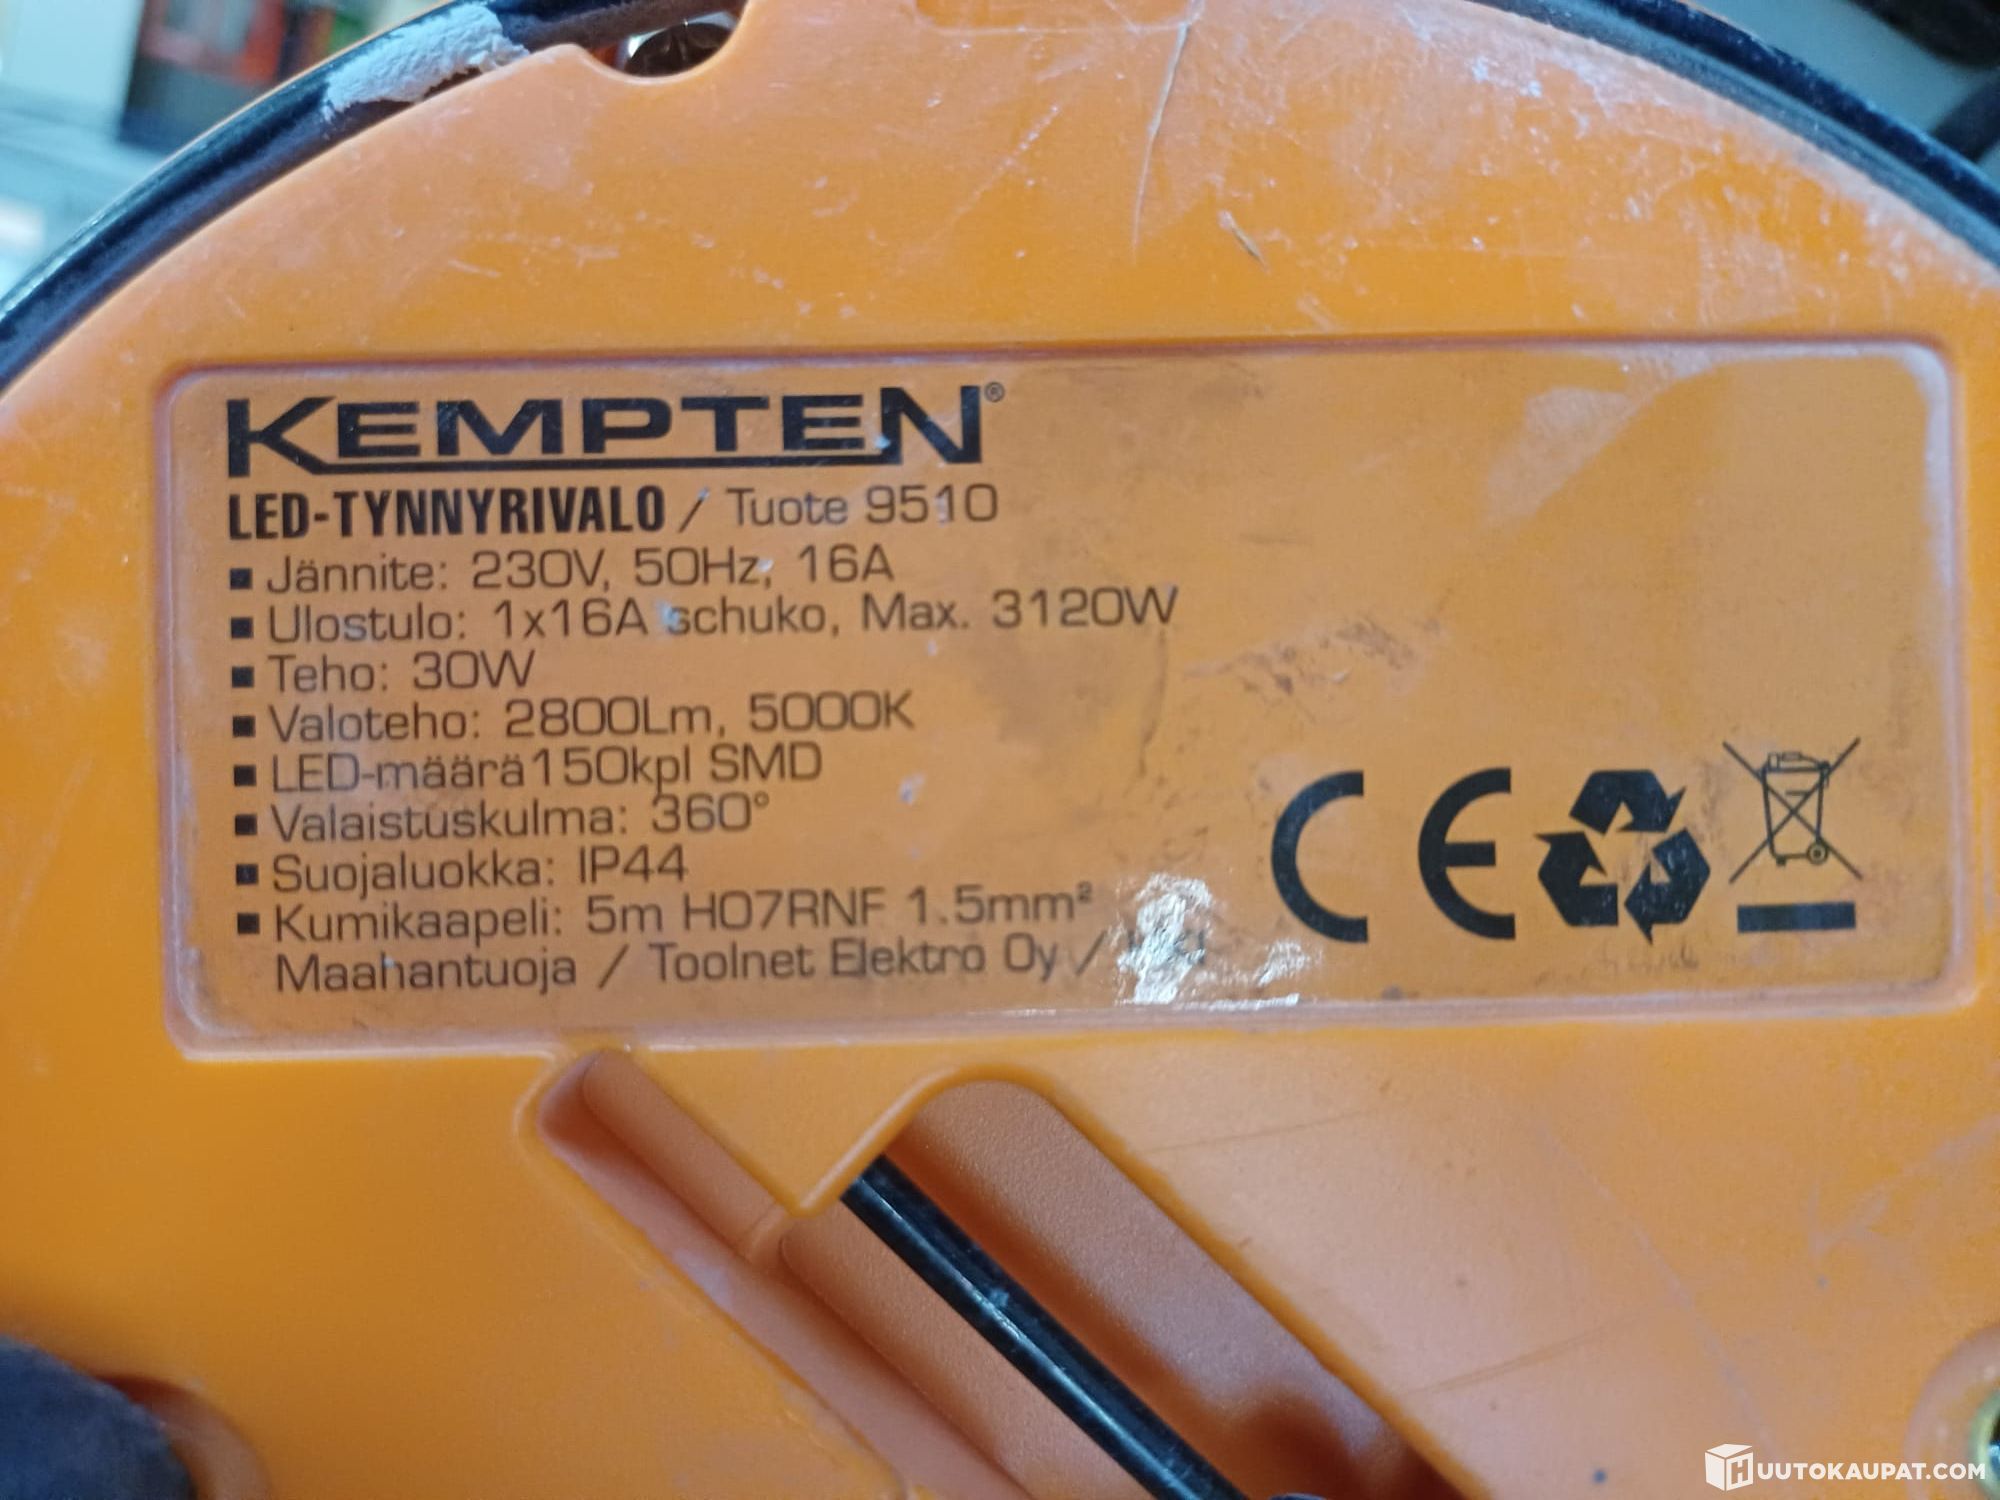 KEMPTEN®
LED-TYNNYRIVALO / Tuote 9510
▪ Jännite: 230V, 50Hz, 16A
▪ Ulostulo: 1x16A schuko, Max. 3120W
▪ Teho: 30W
▪ Valoteho: 2800Lm, 5000K
▪ LED-määrä150kpl SMD
▪ Valaistuskulma: 360°
▪ Suojaluokka: IP44
▪ Kumikaapeli: 5m H07RNF 1.5mm²
Maahantuoja / Toolnet Elektro Oy /
CE
HUUTOKAUPAT.COM